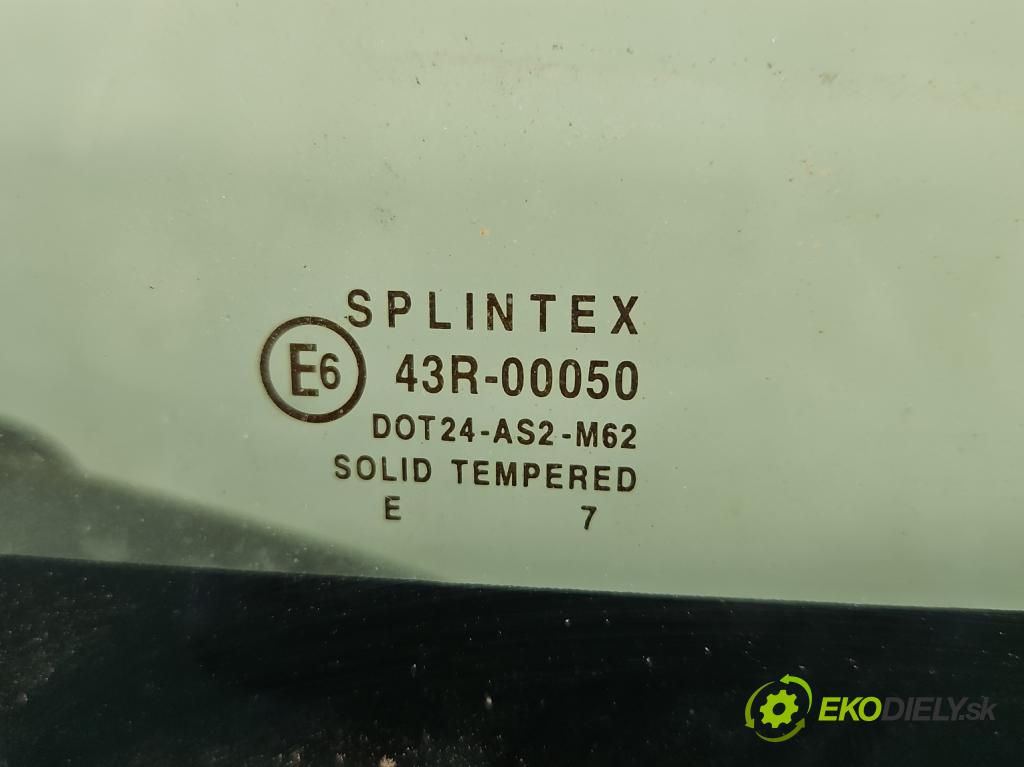 SPLINTEX
E6 43R-00050
DOT24-AS2-M62
SOLID TEMPERED
E 7
EKODIELY.sk